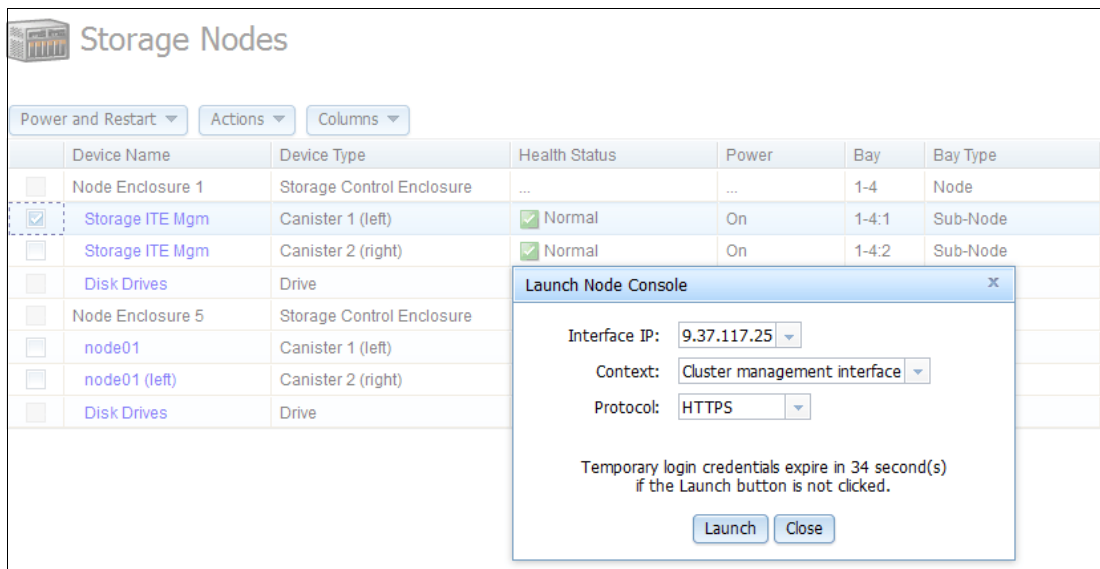 Storage Nodes
Power and Restart Actions Columns
Device Name Device Type Health Status Power Bay Bay Type
Node Enclosure 1 Storage Control Enclosure ... ... 1-4 Node
Storage ITE Mgm Canister 1 (left) Normal On 1-4:1 Sub-Node
Storage ITE Mgm Canister 2 (right) Normal On 1-4:2 Sub-Node
Disk Drives Drive
Node Enclosure 5 Storage Control Enclosure
node01 Canister 1 (left)
node01 (left) Canister 2 (right)
Disk Drives Drive
Launch Node Console x
Interface IP: 9.37.117.25
Context: Cluster management interface
Protocol: HTTPS
Temporary login credentials expire in 34 second(s)
if the Launch button is not clicked.
Launch Close